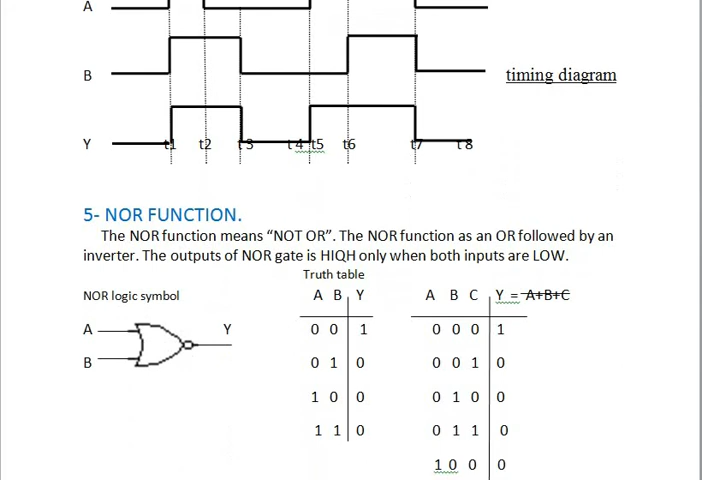 A
B
timing diagram
Y t1 t2 t3 t4 t5 t6 t7 t8
5- NOR FUNCTION.
The NOR function means “NOT OR”. The NOR function as an OR followed by an
inverter. The outputs of NOR gate is HIQH only when both inputs are LOW.
Truth table
NOR logic symbol A B Y A B C Y = A+B+C
A Y 0 0 1 0 0 0 1
B 0 1 0 0 0 1 0
1 0 0 0 1 0 0
1 1 0 0 1 1 0
1 0 0 0